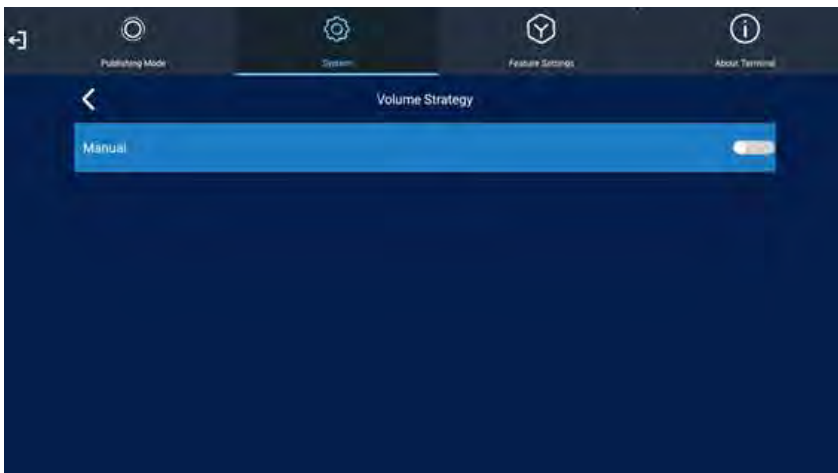 Publishing Mode
System
Feature Settings
About Terminal
Volume Strategy
Manual